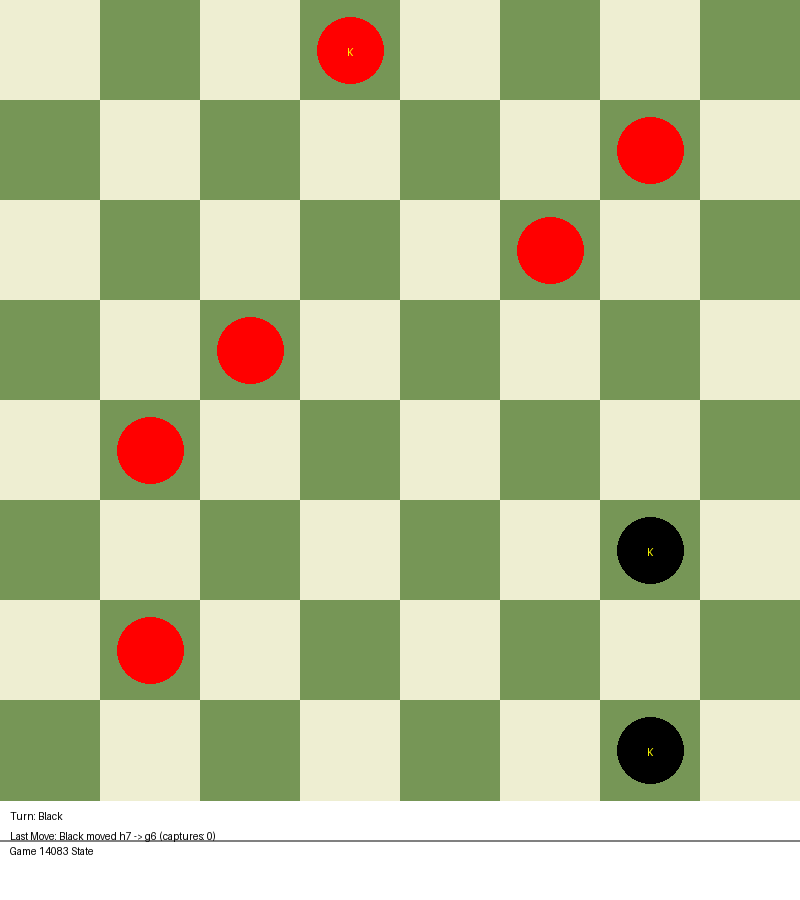 K
K
K
Turn: Black
Last Move: Black moved h7 -> g6 (captures: 0)
Game 14083 State